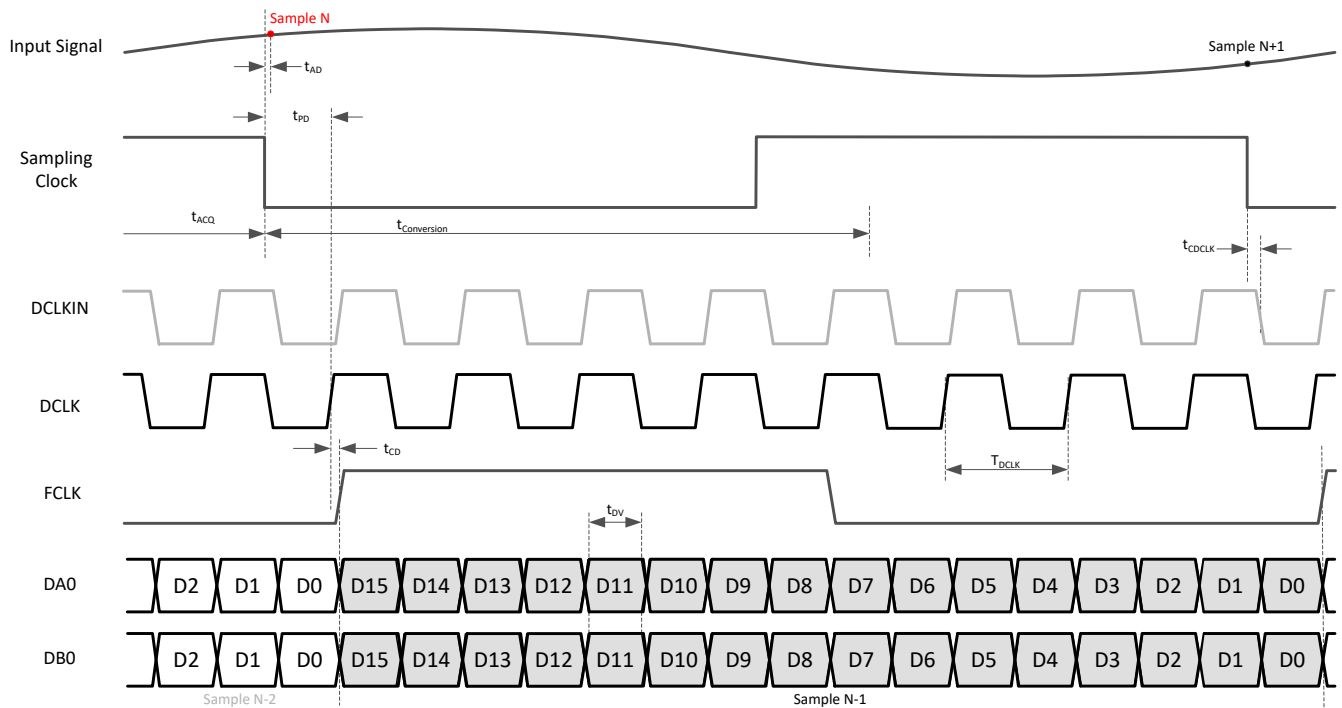 Sample N
Input Signal
Sample N+1
tAD
tPD
Sampling
Clock
tACQ
tConversion
tCDCLK
DCLKIN
DCLK
tCD
TDCLK
FCLK
tDV
DA0 D2 D1 D0 D15 D14 D13 D12 D11 D10 D9 D8 D7 D6 D5 D4 D3 D2 D1 D0
DB0 D2 D1 D0 D15 D14 D13 D12 D11 D10 D9 D8 D7 D6 D5 D4 D3 D2 D1 D0
Sample N-2 Sample N-1